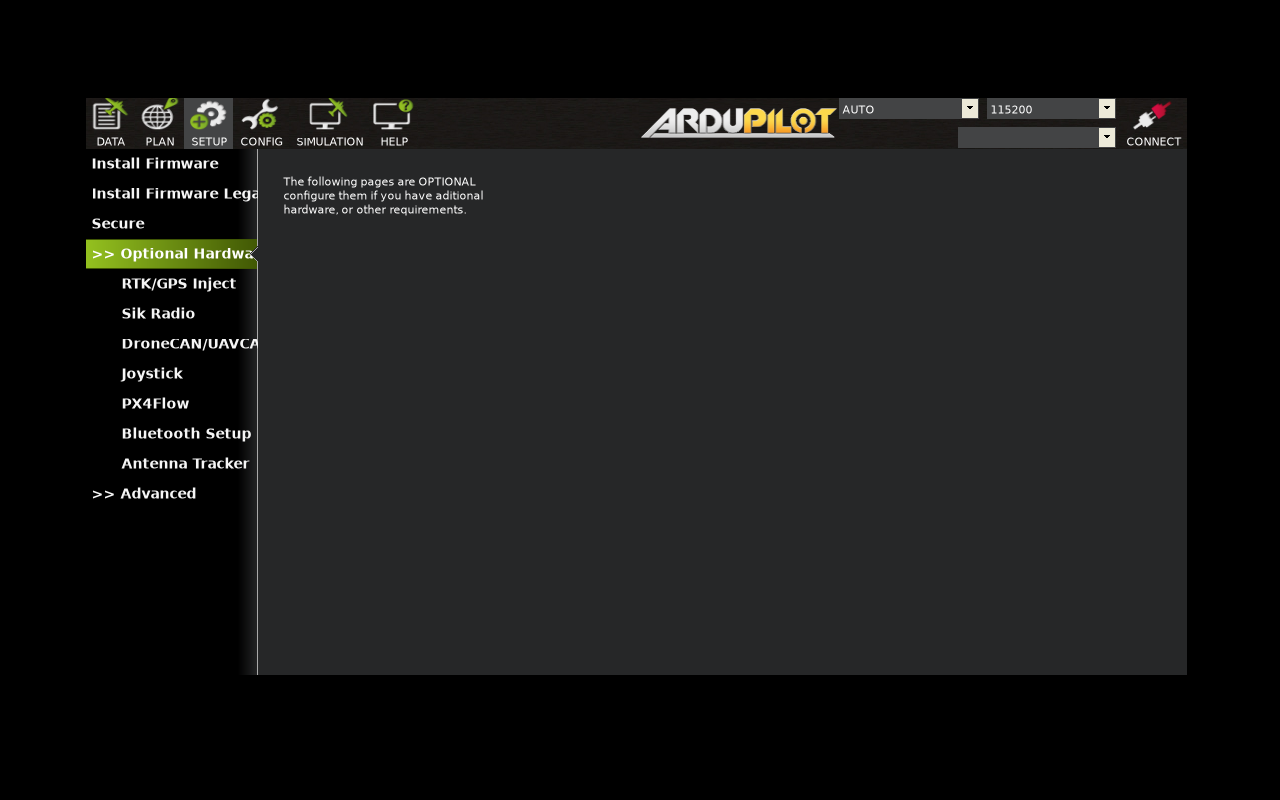 DATA PLAN SETUP CONFIG SIMULATION HELP
ARDUPILOT
AUTO
115200
CONNECT
Install Firmware
Install Firmware Lega
Secure
>> Optional Hardwa
RTK/GPS Inject
Sik Radio
DroneCAN/UAVCA
Joystick
PX4Flow
Bluetooth Setup
Antenna Tracker
>> Advanced
The following pages are OPTIONAL
configure them if you have aditional
hardware, or other requirements.